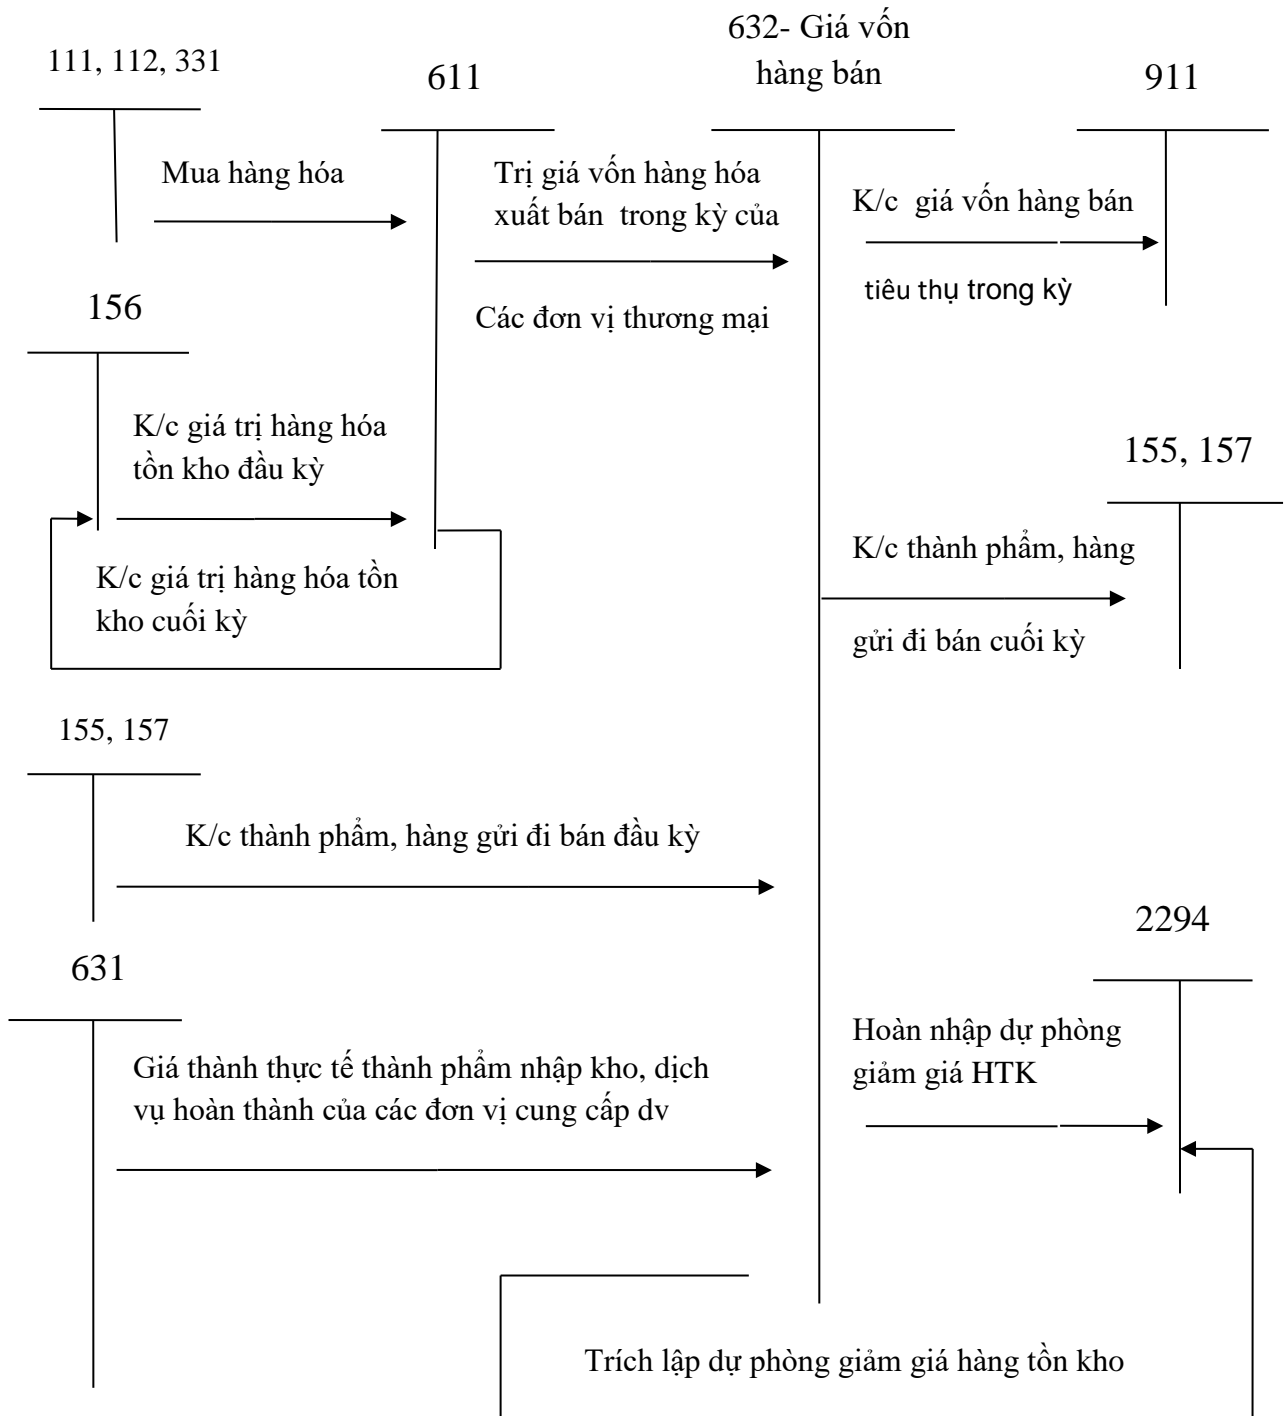 632- Giá vốn
hàng bán
111, 112, 331
611
911
Mua hàng hóa
Trị giá vốn hàng hóa
xuất bán trong kỳ của
Các đơn vị thương mại
K/c giá vốn hàng bán
tiêu thụ trong kỳ
156
K/c giá trị hàng hóa
tồn kho đầu kỳ
K/c giá trị hàng hóa tồn
kho cuối kỳ
155, 157
K/c thành phẩm, hàng
gửi đi bán cuối kỳ
155, 157
K/c thành phẩm, hàng gửi đi bán đầu kỳ
2294
631
Giá thành thực tế thành phẩm nhập kho, dịch
vụ hoàn thành của các đơn vị cung cấp dv
Hoàn nhập dự phòng
giảm giá HTK
Trích lập dự phòng giảm giá hàng tồn kho